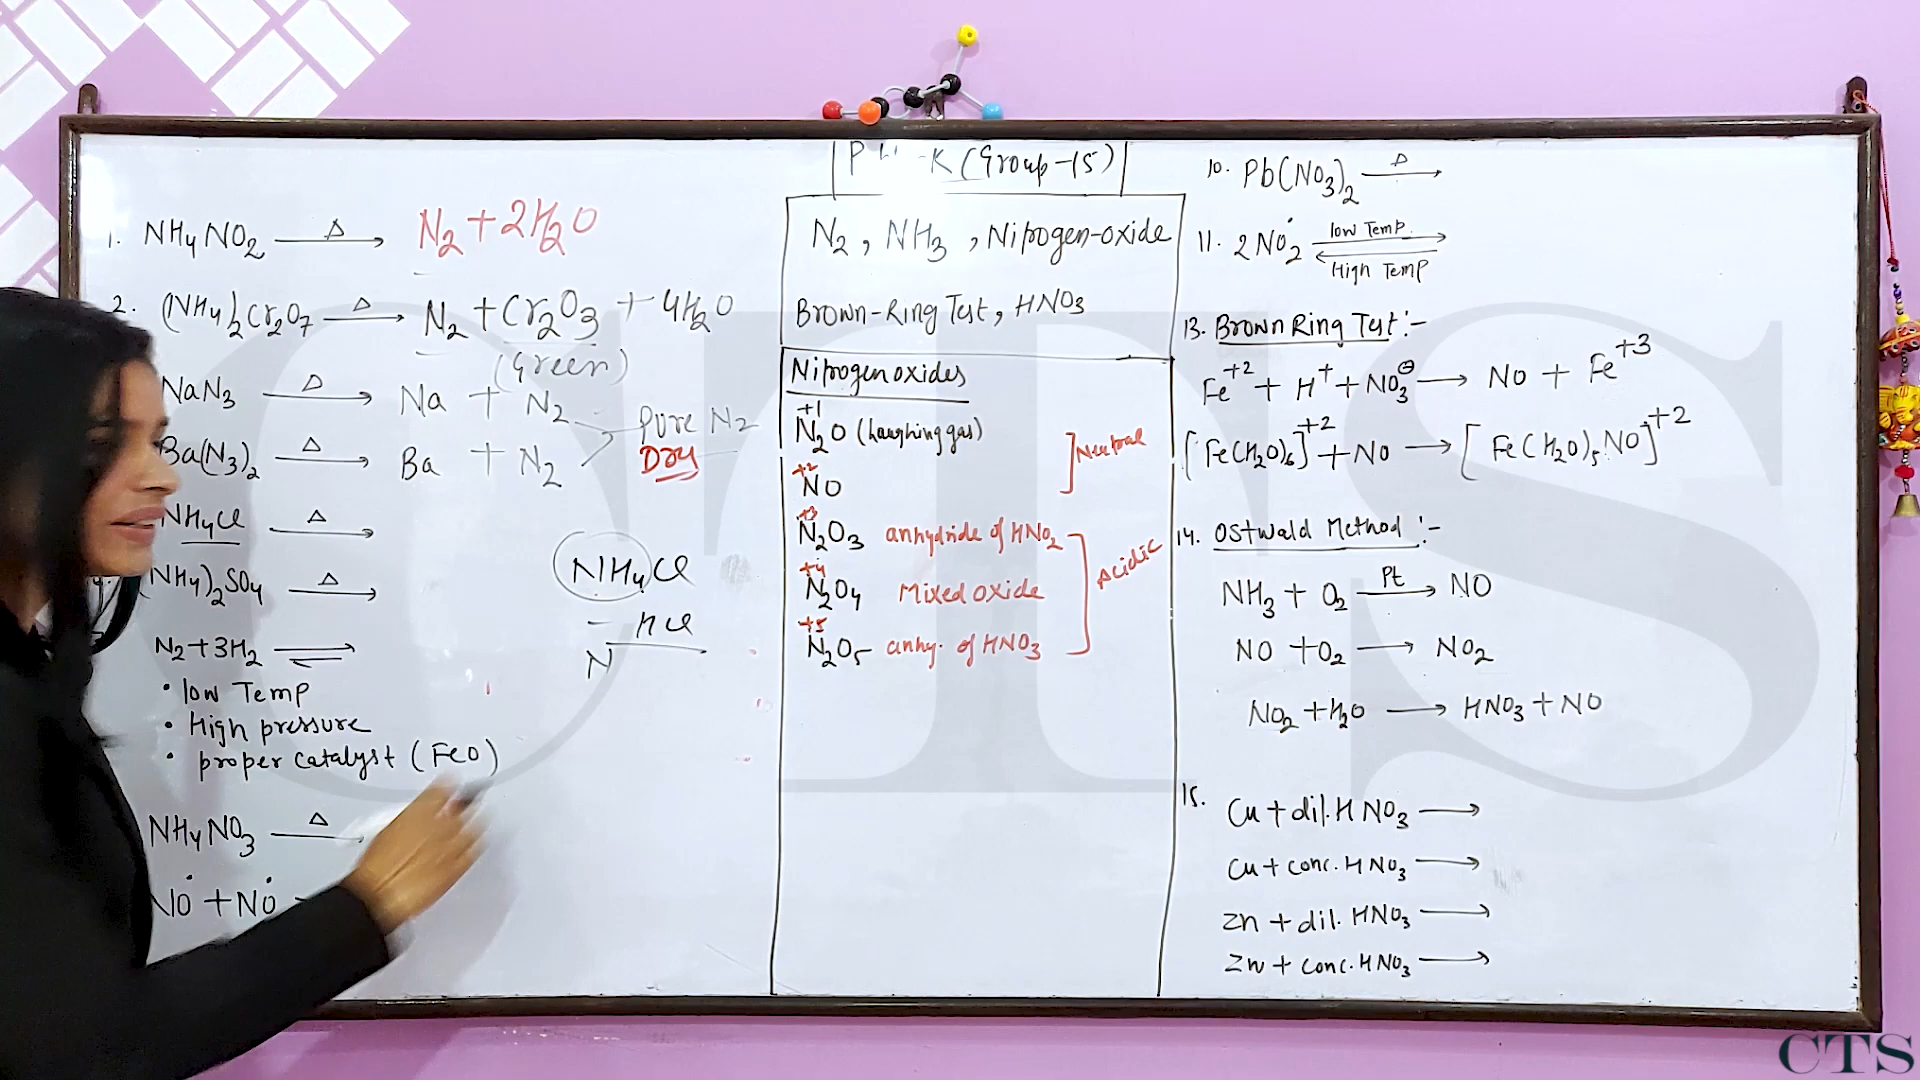 P K (Group-15)
1. NH4NO2 —Δ→ N2 + 2H2O
2. (NH4)2Cr2O7 —Δ→ N2 + Cr2O3 + 4H2O
(Green)
NaN3 —Δ→ Na + N2
Ba(N3)2 —Δ→ Ba + N2
Pure N2
Dry
NH4Cl —Δ→
(NH4)2SO4 —Δ→
NH4Cl
- HCl
N
N2 + 3H2 ⇌
• low Temp
• High pressure
• proper catalyst (FeO)
NH4NO3 —Δ→
NO• + NO•
N2, NH3, Nitrogen-oxide
Brown-Ring Test, HNO3
Nitrogen oxides
+1
N2O (Laughing gas)
+2
NO
Neutral
+3
N2O3 anhydride of HNO2
+4
N2O4 Mixed oxide
+5
N2O5 anhy. of HNO3
Acidic
10. Pb(NO3)2 —Δ→
11. 2NO2 low Temp. ⇌ High Temp
13. Brown Ring Test:-
Fe+2 + H+ + NO3⊖ → NO + Fe+3
[Fe(H2O)6]+2 + NO → [Fe(H2O)5NO]+2
14. Ostwald Method:-
NH3 + O2 —Pt→ NO
NO + O2 → NO2
NO2 + H2O → HNO3 + NO
15. Cu + dil. HNO3 →
Cu + conc. HNO3 →
Zn + dil. HNO3 →
Zn + conc. HNO3 →
CTS
CTS